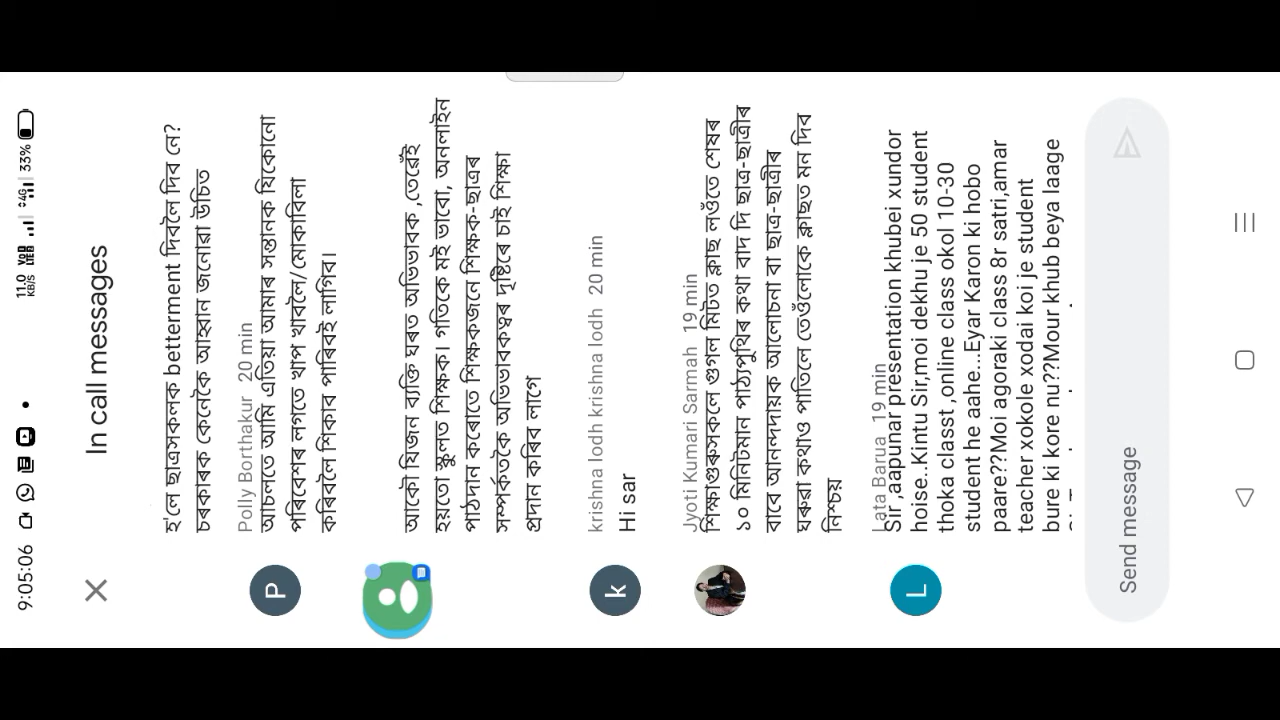 9:05:06
11.0 KB/S
VoD
4G
33%
In call messages
হ'লে ছাত্ৰসকলক betterment দিবলৈ দিব নে?
চৰকাৰক কেনেকৈ আহ্বান জনোৱা উচিত
Polly Borthakur 20 min
আচলতে আমি এতিয়া আমাৰ সন্তানক যিকোনো
পৰিবেশৰ লগতে খাপ খাবলৈ/মোকাবিলা
কৰিবলৈ শিকাব পাৰিবই লাগিব।
আকৌ যিজন ব্যক্তি ঘৰত অভিভাৱক ,তেৱেঁই
হয়তো স্কুলত শিক্ষক। গতিকে মই ভাবো, অনলাইন
পাঠদান কৰোতে শিক্ষকজনে শিক্ষক-ছাত্ৰৰ
সম্পৰ্কতকৈ অভিভাৱকত্বৰ দৃষ্টিৰে চাই শিক্ষা
প্ৰদান কৰিব লাগে
krishna lodh krishna lodh 20 min
Hi sar
Jyoti Kumari Sarmah 19 min
শিক্ষাগুৰুসকলে গুগল মিটত ক্লাছ লওঁতে শেষৰ
১০ মিনিটমান পাঠ্যপুথিৰ কথা বাদ দি ছাত্ৰ-ছাত্ৰীৰ
বাবে আনন্দদায়ক আলোচনা বা ছাত্ৰ-ছাত্ৰীৰ
ঘৰুৱা কথাও পাতিলে তেওঁলোকে ক্লাছত মন দিব
নিশ্চয়
Lata Barua 19 min
Sir ,aapunar presentation khubei xundor
hoise..Kintu Sir,moi dekhu je 50 student
thoka classt ,online class okol 10-30
student he aahe...Eyar Karon ki hobo
paare??Moi agoraki class 8r satri,amar
teacher xokole xodai koi je student
bure ki kore nu??Mour khub beya laage
P
k
L
Send message